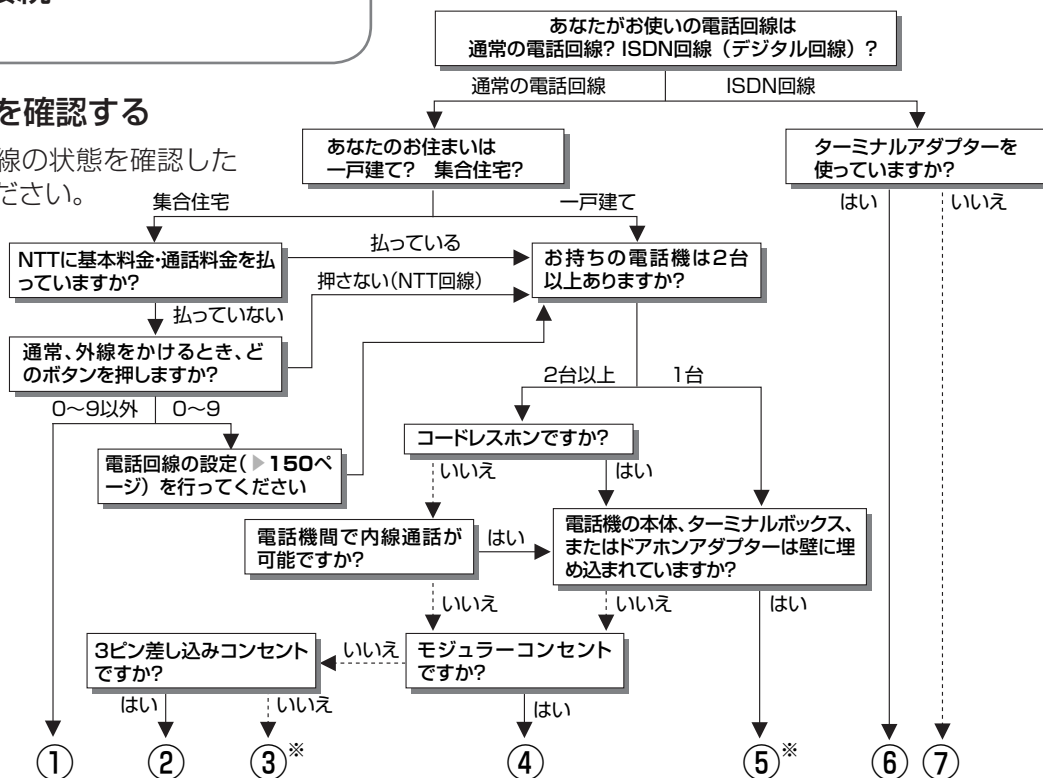 あなたがお使いの電話回線は
通常の電話回線? ISDN回線（デジタル回線）?
通常の電話回線
ISDN回線
を確認する
線の状態を確認した
ださい。
あなたのお住まいは
一戸建て? 集合住宅?
ターミナルアダプターを
使っていますか?
集合住宅
一戸建て
はい
いいえ
NTTに基本料金・通話料金を払
っていますか?
払っている
お持ちの電話機は2台
以上ありますか?
押さない（NTT回線）
払っていない
通常、外線をかけるとき、ど
のボタンを押しますか?
2台以上
1台
0〜9以外
0〜9
コードレスホンですか?
電話回線の設定（▶150ペ
ージ）を行ってください
いいえ
はい
電話機間で内線通話が
可能ですか?
はい
電話機の本体、ターミナルボックス、
またはドアホンアダプターは壁に埋
め込まれていますか?
いいえ
いいえ
はい
3ピン差し込みコンセント
ですか?
いいえ
モジュラーコンセント
ですか?
はい
いいえ
はい
① ② ③※ ④ ⑤※ ⑥ ⑦